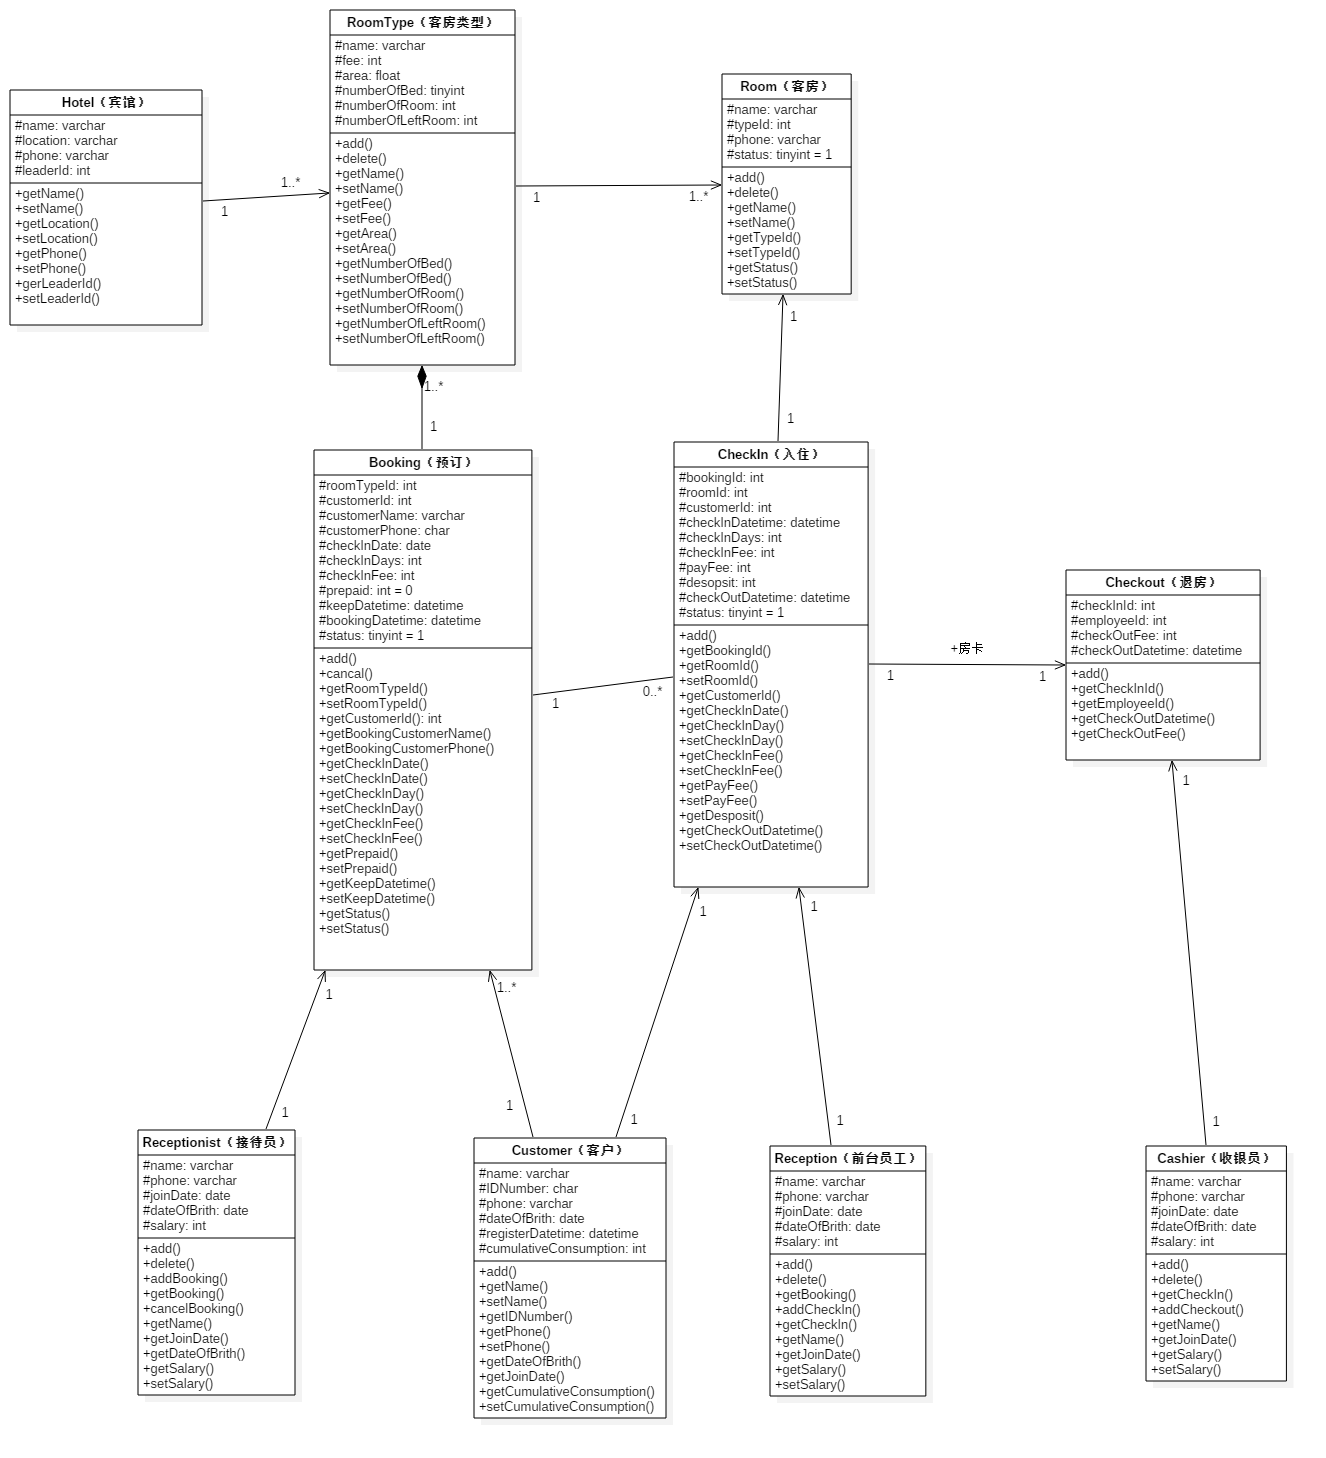 RoomType（客房类型）
#name: varchar
#fee: int
#area: float
#numberOfBed: tinyint
#numberOfRoom: int
#numberOfLeftRoom: int
+add()
+delete()
+getName()
+setName()
+getFee()
+setFee()
+getArea()
+setArea()
+getNumberOfBed()
+setNumberOfBed()
+getNumberOfRoom()
+setNumberOfRoom()
+getNumberOfLeftRoom()
+setNumberOfLeftRoom()
Hotel（宾馆）
#name: varchar
#location: varchar
#phone: varchar
#leaderId: int
+getName()
+setName()
+getLocation()
+setLocation()
+getPhone()
+setPhone()
+gerLeaderId()
+setLeaderId()
1..*
1
Room（客房）
#name: varchar
#typeId: int
#phone: varchar
#status: tinyint = 1
+add()
+delete()
+getName()
+setName()
+getTypeId()
+setTypeId()
+getStatus()
+setStatus()
1
1..*
1
1
1..*
1
Booking（预订）
#roomTypeId: int
#customerId: int
#customerName: varchar
#customerPhone: char
#checkInDate: date
#checkInDays: int
#checkInFee: int
#prepaid: int = 0
#keepDatetime: datetime
#bookingDatetime: datetime
#status: tinyint = 1
+add()
+cancal()
+getRoomTypeId()
+setRoomTypeId()
+getCustomerId(): int
+getBookingCustomerName()
+getBookingCustomerPhone()
+getCheckInDate()
+setCheckInDate()
+getCheckInDay()
+setCheckInDay()
+getCheckInFee()
+setCheckInFee()
+getPrepaid()
+setPrepaid()
+getKeepDatetime()
+setKeepDatetime()
+getStatus()
+setStatus()
1
0..*
CheckIn（入住）
#bookingId: int
#roomId: int
#customerId: int
#checkInDatetime: datetime
#checkInDays: int
#checkInFee: int
#payFee: int
#desopsit: int
#checkOutDatetime: datetime
#status: tinyint = 1
+add()
+getBookingId()
+getRoomId()
+setRoomId()
+getCustomerId()
+getCheckInDate()
+getCheckInDay()
+setCheckInDay()
+getCheckInFee()
+setCheckInFee()
+getPayFee()
+setPayFee()
+getDesposit()
+getCheckOutDatetime()
+setCheckOutDatetime()
+房卡
1
1
Checkout（退房）
#checkInId: int
#employeeId: int
#checkOutFee: int
#checkOutDatetime: datetime
+add()
+getCheckInId()
+getEmployeeId()
+getCheckOutDatetime()
+getCheckOutFee()
1
1
1..*
1
1
1
1
1
1
1
Receptionist（接待员）
#name: varchar
#phone: varchar
#joinDate: date
#dateOfBrith: date
#salary: int
+add()
+delete()
+addBooking()
+getBooking()
+cancelBooking()
+getName()
+getJoinDate()
+getDateOfBrith()
+getSalary()
+setSalary()
Customer（客户）
#name: varchar
#IDNumber: char
#phone: varchar
#dateOfBrith: date
#registerDatetime: datetime
#cumulativeConsumption: int
+add()
+getName()
+setName()
+getIDNumber()
+getPhone()
+setPhone()
+getDateOfBrith()
+getJoinDate()
+getCumulativeConsumption()
+setCumulativeConsumption()
Reception（前台员工）
#name: varchar
#phone: varchar
#joinDate: date
#dateOfBrith: date
#salary: int
+add()
+delete()
+getBooking()
+addCheckIn()
+getCheckIn()
+getName()
+getJoinDate()
+getSalary()
+setSalary()
Cashier（收银员）
#name: varchar
#phone: varchar
#joinDate: date
#dateOfBrith: date
#salary: int
+add()
+delete()
+getCheckIn()
+addCheckout()
+getName()
+getJoinDate()
+getSalary()
+setSalary()